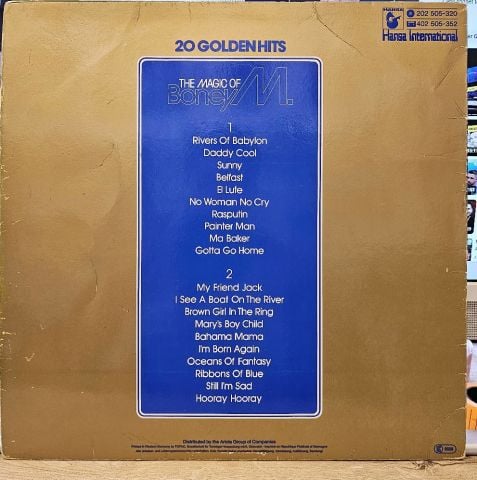 HANSA
202 505-320
402 505-352
Hansa International
20 GOLDEN HITS
THE MAGIC OF
Boney M.
1
Rivers Of Babylon
Daddy Cool
Sunny
Belfast
El Lute
No Woman No Cry
Rasputin
Painter Man
Ma Baker
Gotta Go Home
2
My Friend Jack
I See A Boat On The River
Brown Girl In The Ring
Mary's Boy Child
Bahama Mama
I'm Born Again
Oceans Of Fantasy
Ribbons Of Blue
Still I'm Sad
Hooray Hooray
Distributed by the Ariola Group of Companies